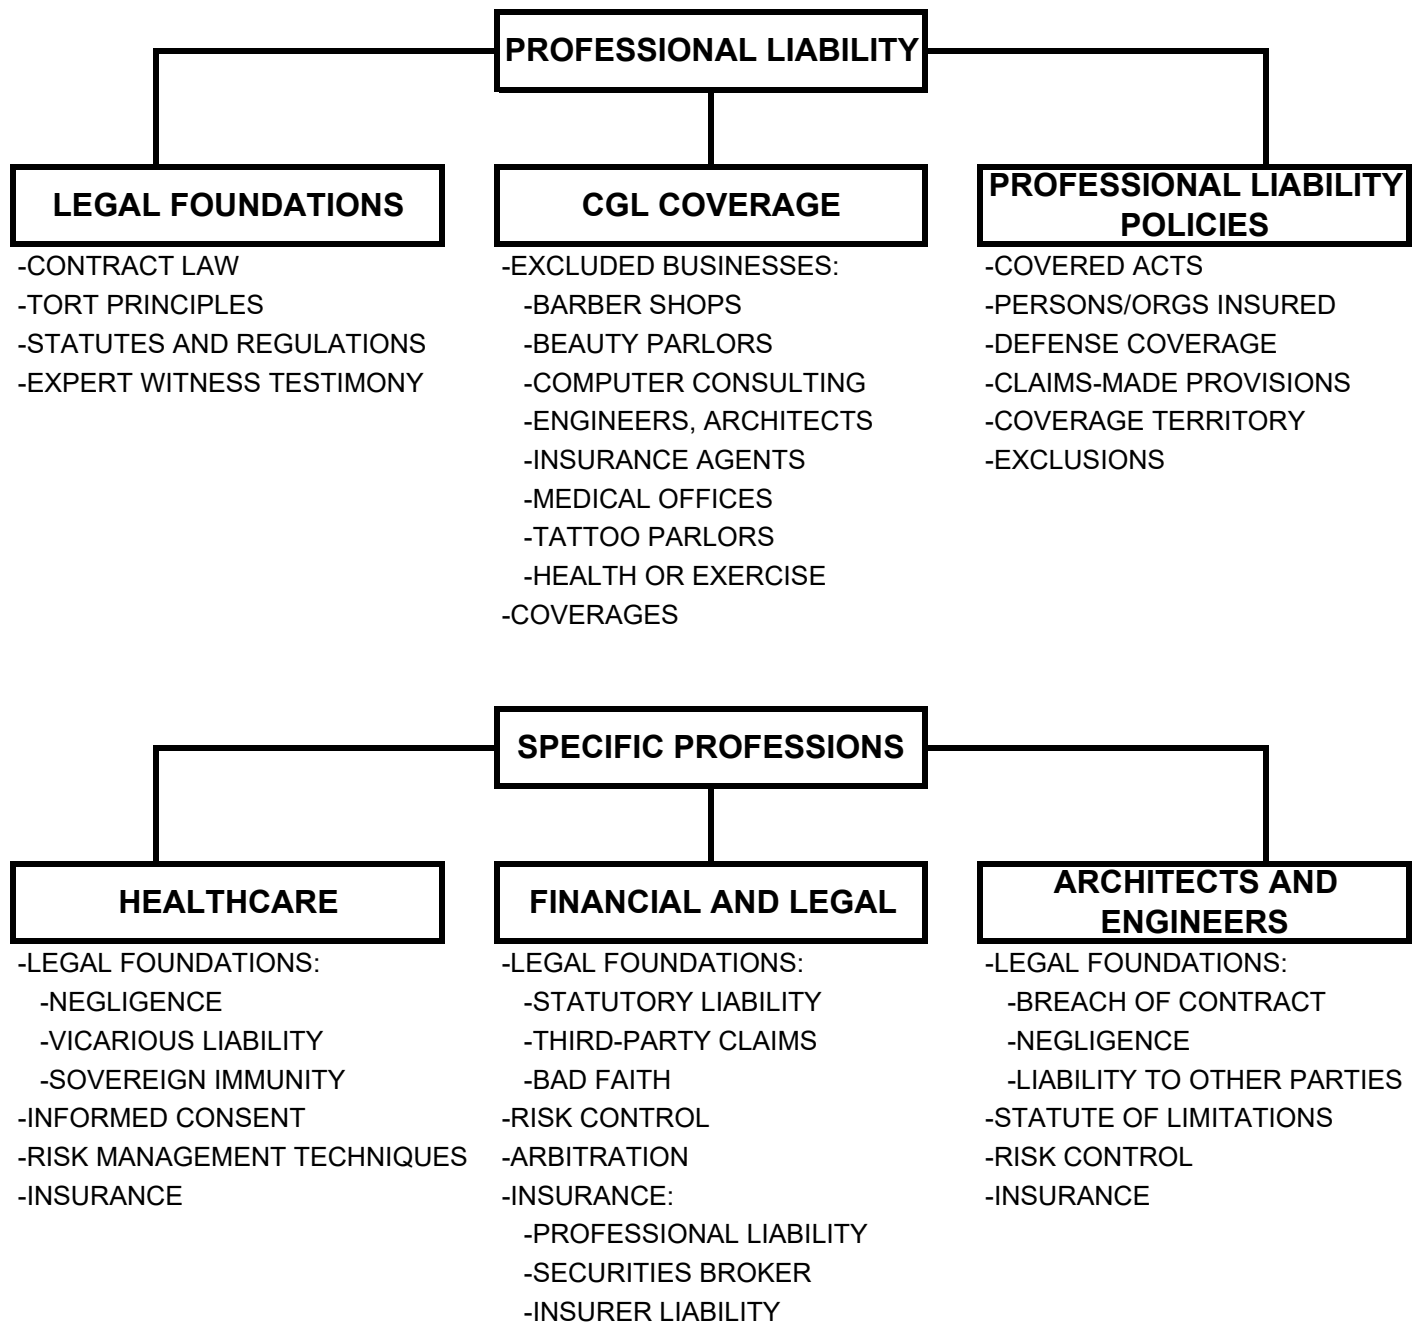 PROFESSIONAL LIABILITY
LEGAL FOUNDATIONS
-CONTRACT LAW
-TORT PRINCIPLES
-STATUTES AND REGULATIONS
-EXPERT WITNESS TESTIMONY
CGL COVERAGE
-EXCLUDED BUSINESSES:
-BARBER SHOPS
-BEAUTY PARLORS
-COMPUTER CONSULTING
-ENGINEERS, ARCHITECTS
-INSURANCE AGENTS
-MEDICAL OFFICES
-TATTOO PARLORS
-HEALTH OR EXERCISE
-COVERAGES
PROFESSIONAL LIABILITY
POLICIES
-COVERED ACTS
-PERSONS/ORGS INSURED
-DEFENSE COVERAGE
-CLAIMS-MADE PROVISIONS
-COVERAGE TERRITORY
-EXCLUSIONS
SPECIFIC PROFESSIONS
HEALTHCARE
-LEGAL FOUNDATIONS:
-NEGLIGENCE
-VICARIOUS LIABILITY
-SOVEREIGN IMMUNITY
-INFORMED CONSENT
-RISK MANAGEMENT TECHNIQUES
-INSURANCE
FINANCIAL AND LEGAL
-LEGAL FOUNDATIONS:
-STATUTORY LIABILITY
-THIRD-PARTY CLAIMS
-BAD FAITH
-RISK CONTROL
-ARBITRATION
-INSURANCE:
-PROFESSIONAL LIABILITY
-SECURITIES BROKER
-INSURER LIABILITY
ARCHITECTS AND
ENGINEERS
-LEGAL FOUNDATIONS:
-BREACH OF CONTRACT
-NEGLIGENCE
-LIABILITY TO OTHER PARTIES
-STATUTE OF LIMITATIONS
-RISK CONTROL
-INSURANCE